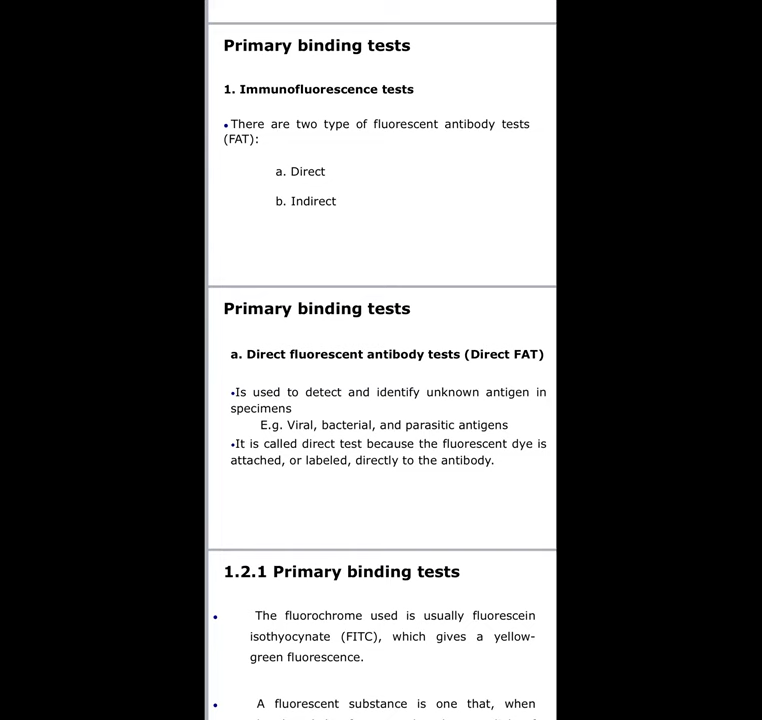 Primary binding tests
1. Immunofluorescence tests
•There are two type of fluorescent antibody tests
(FAT):
a. Direct
b. Indirect
Primary binding tests
a. Direct fluorescent antibody tests (Direct FAT)
•Is used to detect and identify unknown antigen in
specimens
E.g. Viral, bacterial, and parasitic antigens
•It is called direct test because the fluorescent dye is
attached, or labeled, directly to the antibody.
1.2.1 Primary binding tests
• The fluorochrome used is usually fluorescein
isothyocynate (FITC), which gives a yellow-
green fluorescence.
• A fluorescent substance is one that, when